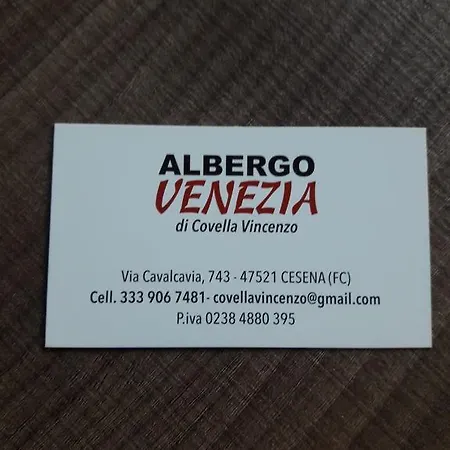 ALBERGO
VENEZIA
di Covella Vincenzo
Via Cavalcavia, 743 - 47521 CESENA (FC)
Cell. 333 906 7481- covellavincenzo@gmail.com
P.iva 0238 4880 395